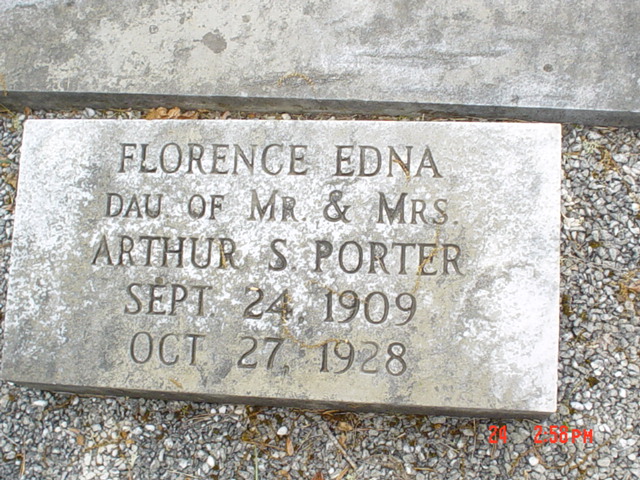 FLORENCE EDNA
DAU OF MR. & MRS.
ARTHUR S. PORTER
SEPT 24, 1909
OCT 27, 1928
24 2:58PM